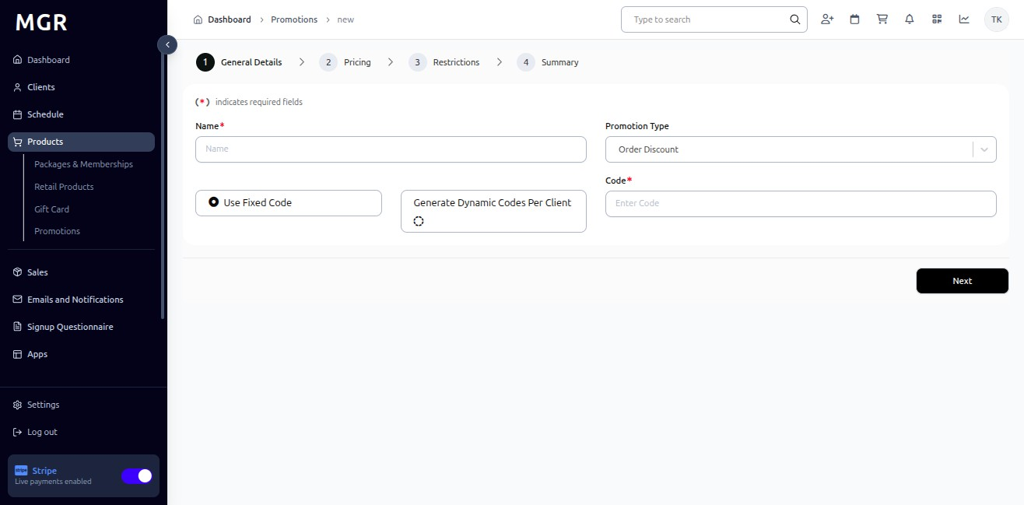 MGR
Dashboard
Clients
Schedule
Products
Packages & Memberships
Retail Products
Gift Card
Promotions
Sales
Emails and Notifications
Signup Questionnaire
Apps
Settings
Log out
Stripe
Live payments enabled
Dashboard > Promotions > new
Type to search
TK
1 General Details > 2 Pricing > 3 Restrictions > 4 Summary
(*) indicates required fields
Name*
Name
Promotion Type
Order Discount
Use Fixed Code
Generate Dynamic Codes Per Client
Code*
Enter Code
Next